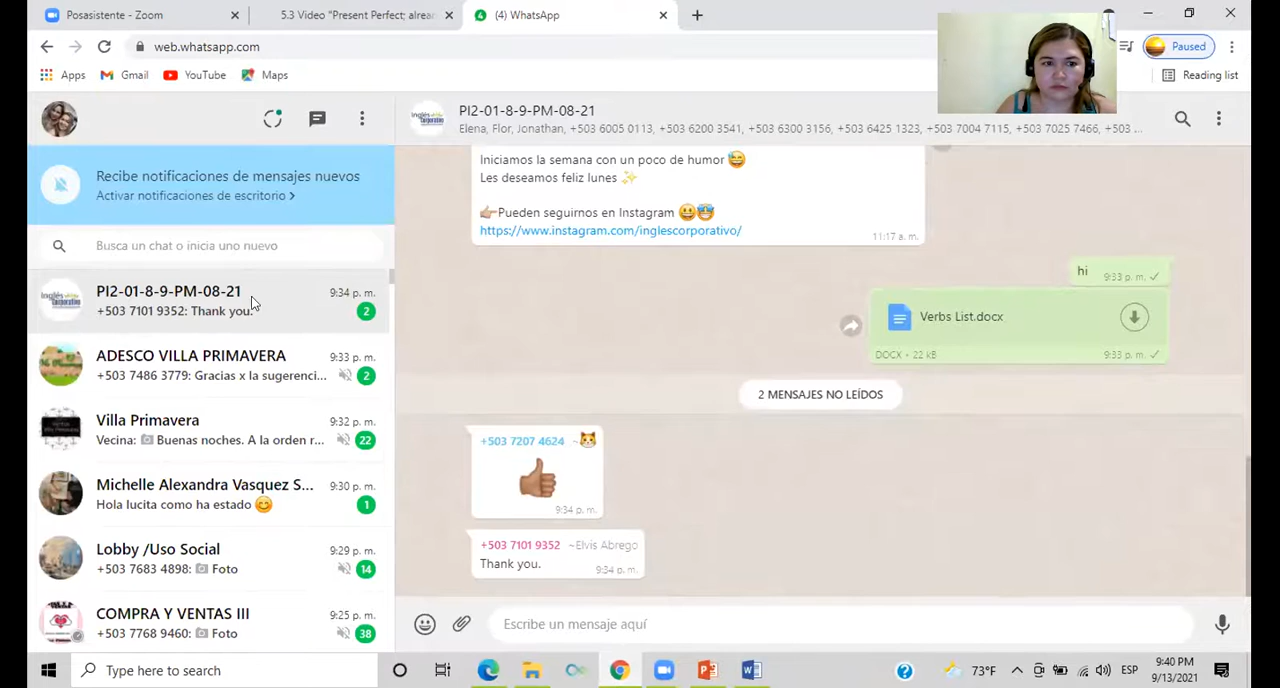 Posasistente - Zoom
5.3 Video "Present Perfect; alrea
(4) WhatsApp
web.whatsapp.com
Paused
Apps
Gmail
YouTube
Maps
Reading list
PI2-01-8-9-PM-08-21
Elena, Flor, Jonathan, +503 6005 0113, +503 6200 3541, +503 6300 3156, +503 6425 1323, +503 7004 7115, +503 7025 7466, +503 ...
Recibe notificaciones de mensajes nuevos
Activar notificaciones de escritorio >
Busca un chat o inicia uno nuevo
PI2-01-8-9-PM-08-21
9:34 p. m.
+503 7101 9352: Thank you.
2
ADESCO VILLA PRIMAVERA
9:33 p. m.
+503 7486 3779: Gracias x la sugerenci...
2
Villa Primavera
9:32 p. m.
Vecina: Buenas noches. A la orden r...
22
Michelle Alexandra Vasquez S...
9:30 p. m.
Hola lucita como ha estado 😊
1
Lobby /Uso Social
9:29 p. m.
+503 7683 4898: Foto
14
COMPRA Y VENTAS III
9:25 p. m.
+503 7768 9460: Foto
38
Iniciamos la semana con un poco de humor 😅
Les deseamos feliz lunes ✨
👉🏼Pueden seguirnos en Instagram 😃🤩
https://www.instagram.com/inglescorporativo/
11:17 a. m.
hi
9:33 p. m.
Verbs List.docx
DOCX • 22 kB
9:33 p. m.
2 MENSAJES NO LEÍDOS
+503 7207 4624 ~🐱
👍🏾
9:34 p. m.
+503 7101 9352 ~Elvis Abrego
Thank you.
9:34 p. m.
Escribe un mensaje aquí
Type here to search
73°F
ESP
9:40 PM
9/13/2021